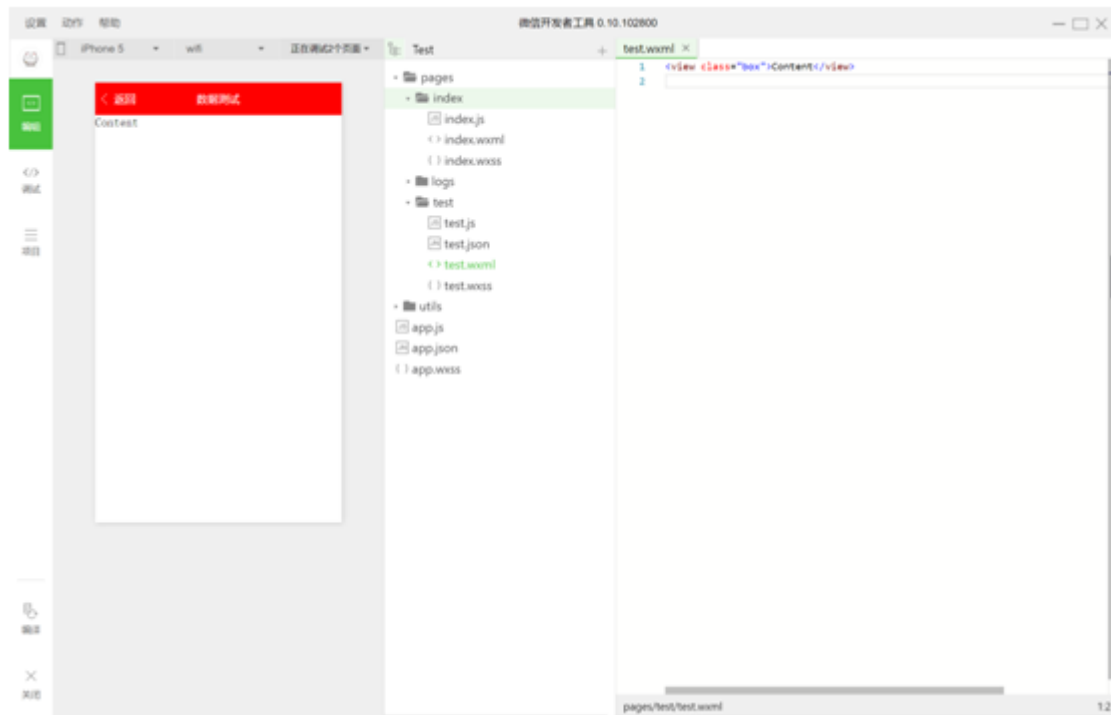 设置 动作 帮助 微信开发者工具 0.10.102800
iPhone 5 wifi 正在调试2个页面 Test + test.wxml ×
编辑
调试
项目
编译
关闭
返回 数据测试
Contest
pages
index
index.js
index.wxml
index.wxss
logs
test
test.js
test.json
test.wxml
test.wxss
utils
app.js
app.json
app.wxss
1 <view class="box">Content</view>
2
pages/test/test.wxml 1:2